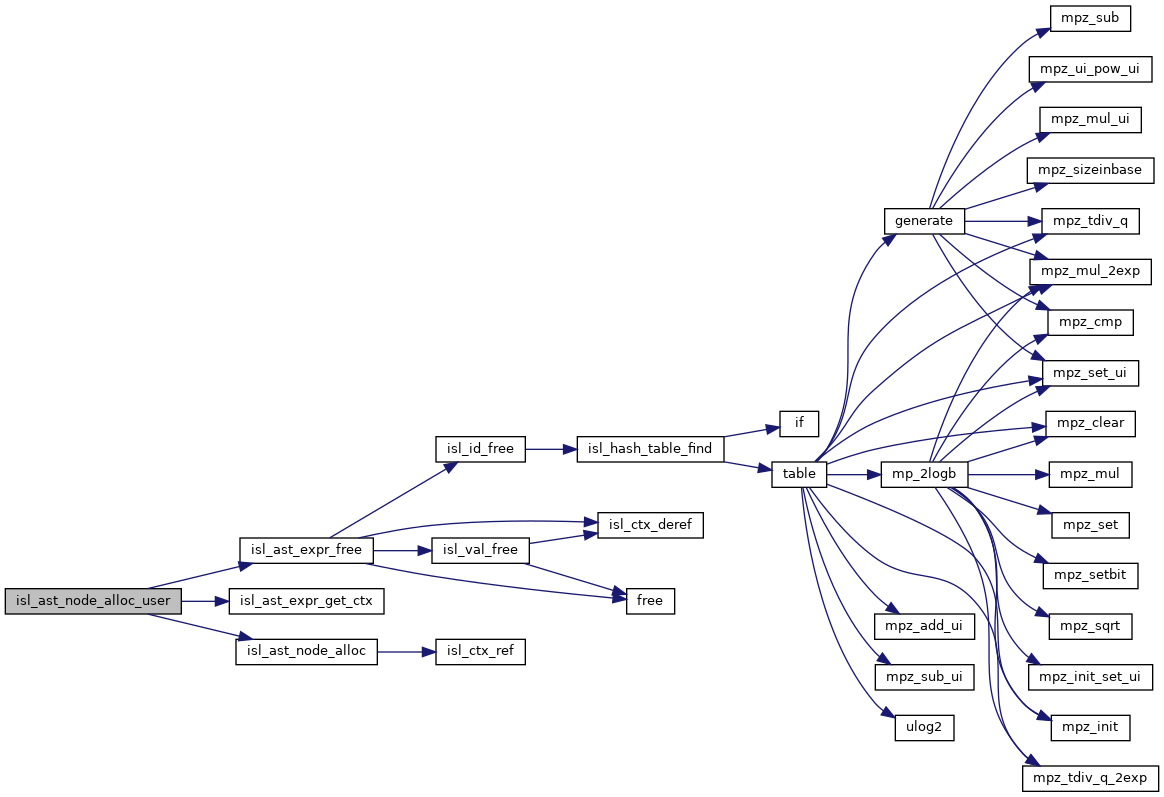 mpz_sub
mpz_ui_pow_ui
mpz_mul_ui
mpz_sizeinbase
generate
mpz_tdiv_q
mpz_mul_2exp
mpz_cmp
mpz_set_ui
if
mpz_clear
isl_id_free
isl_hash_table_find
table
mp_2logb
mpz_mul
isl_ctx_deref
mpz_set
isl_ast_expr_free
isl_val_free
mpz_setbit
isl_ast_node_alloc_user
isl_ast_expr_get_ctx
free
mpz_add_ui
mpz_sqrt
isl_ast_node_alloc
isl_ctx_ref
mpz_sub_ui
mpz_init_set_ui
ulog2
mpz_init
mpz_tdiv_q_2exp